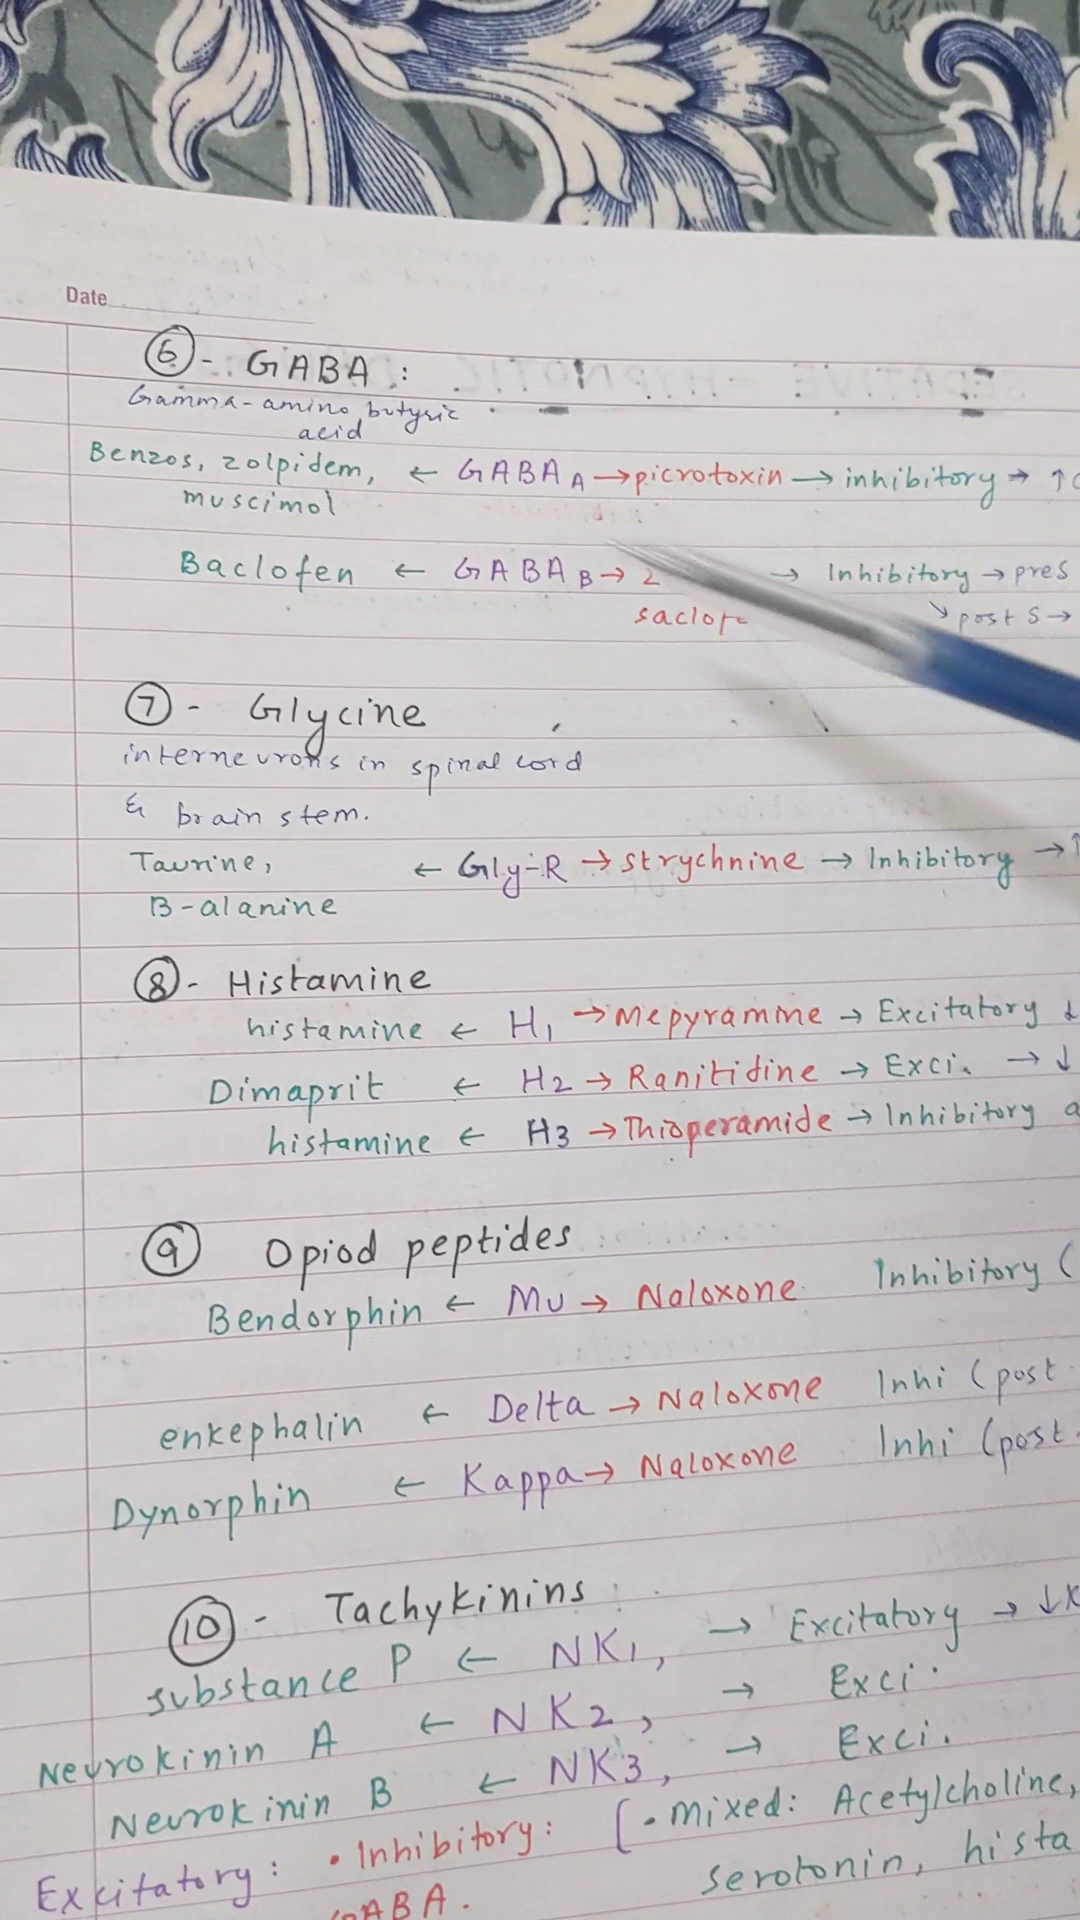 Date
6 - GABA :
Gamma-amino butyric
acid
Benzos, zolpidem, ← GABA A → picrotoxin → inhibitory → ↑
muscimol
Baclofen ← GABA B → 2 → Inhibitory → pres
↘ post S →
7 - Glycine
interneurons in spinal cord
& brain stem.
Taurine, ← Gly-R → strychnine → Inhibitory → ↑
B-alanine
8 - Histamine
histamine ← H1 → Mepyramine → Excitatory ↓
Dimaprit ← H2 → Ranitidine → Exci. → ↓
histamine ← H3 → Thioperamide → Inhibitory
9 Opiod peptides
Bendorphin ← Mu → Naloxone Inhibitory (
enkephalin ← Delta → Naloxone Inhi (post
Dynorphin ← Kappa → Naloxone Inhi (post
10 - Tachykinins :
substance P ← NK1, → Excitatory → ↓K
Neurokinin A ← NK2, → Exci.
Neurokinin B ← NK3, → Exci.
Excitatory: • Inhibitory: [ • Mixed: Acetylcholine,
GABA. serotonin, hista